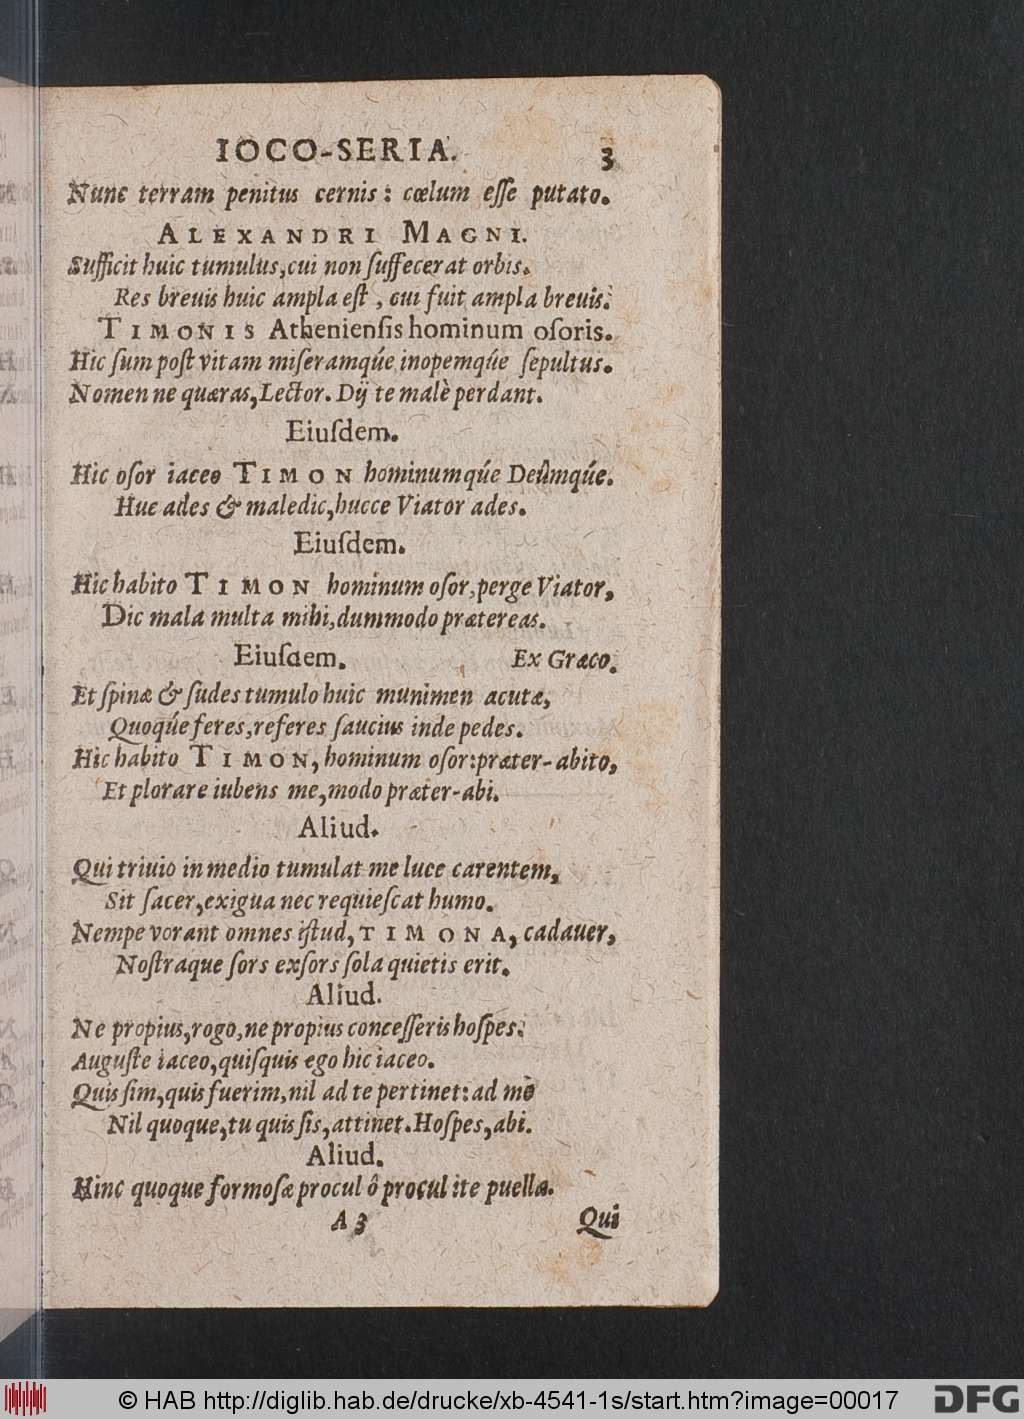 IOCO-SERIA. 3
Nunc terram penitus cernis: cœlum eſſe putato.
ALEXANDRI MAGNI.
Sufficit huic tumulus, cui non ſuffecerat orbis.
Res breuis huic ampla eſt, cui fuit ampla breuis.
TIMONIS Athenienſis hominum oſoris.
Hic ſum poſt vitam miſeramqúe inopemqúe ſepultus.
Nomen ne quæras, Lector. Dij te malè perdant.
Eiuſdem.
Hic oſor iaceo TIMON hominumqúe Deûmqúe.
Huc ades & maledic, hucce Viator ades.
Eiuſdem.
Hic habito TIMON hominum oſor, perge Viator,
Dic mala multa mihi, dummodo prætereas.
Eiuſdem. Ex Græco.
Et ſpinæ & ſudes tumulo huic munimen acutæ,
Quoqúe feres, referes ſaucius inde pedes.
Hic habito TIMON, hominum oſor: præter-abito,
Et plorare iubens me, modo præter-abi.
Aliud.
Qui triuio in medio tumulat me luce carentem,
Sit ſacer, exigua nec requieſcat humo.
Nempe vorant omnes iſtud, TIMONA, cadauer,
Noſtraque ſors exſors ſola quietis erit.
Aliud.
Ne propius, rogo, ne propius conceſſeris hoſpes.
Auguſte iaceo, quiſquis ego hic iaceo.
Quis ſim, quis fuerim, nil ad te pertinet: ad me
Nil quoque, tu quis ſis, attinet. Hoſpes, abi.
Aliud.
Hinc quoque formoſæ procul ô procul ite puellæ.
A 3 Qui
© HAB http://diglib.hab.de/drucke/xb-4541-1s/start.htm?image=00017 DFG